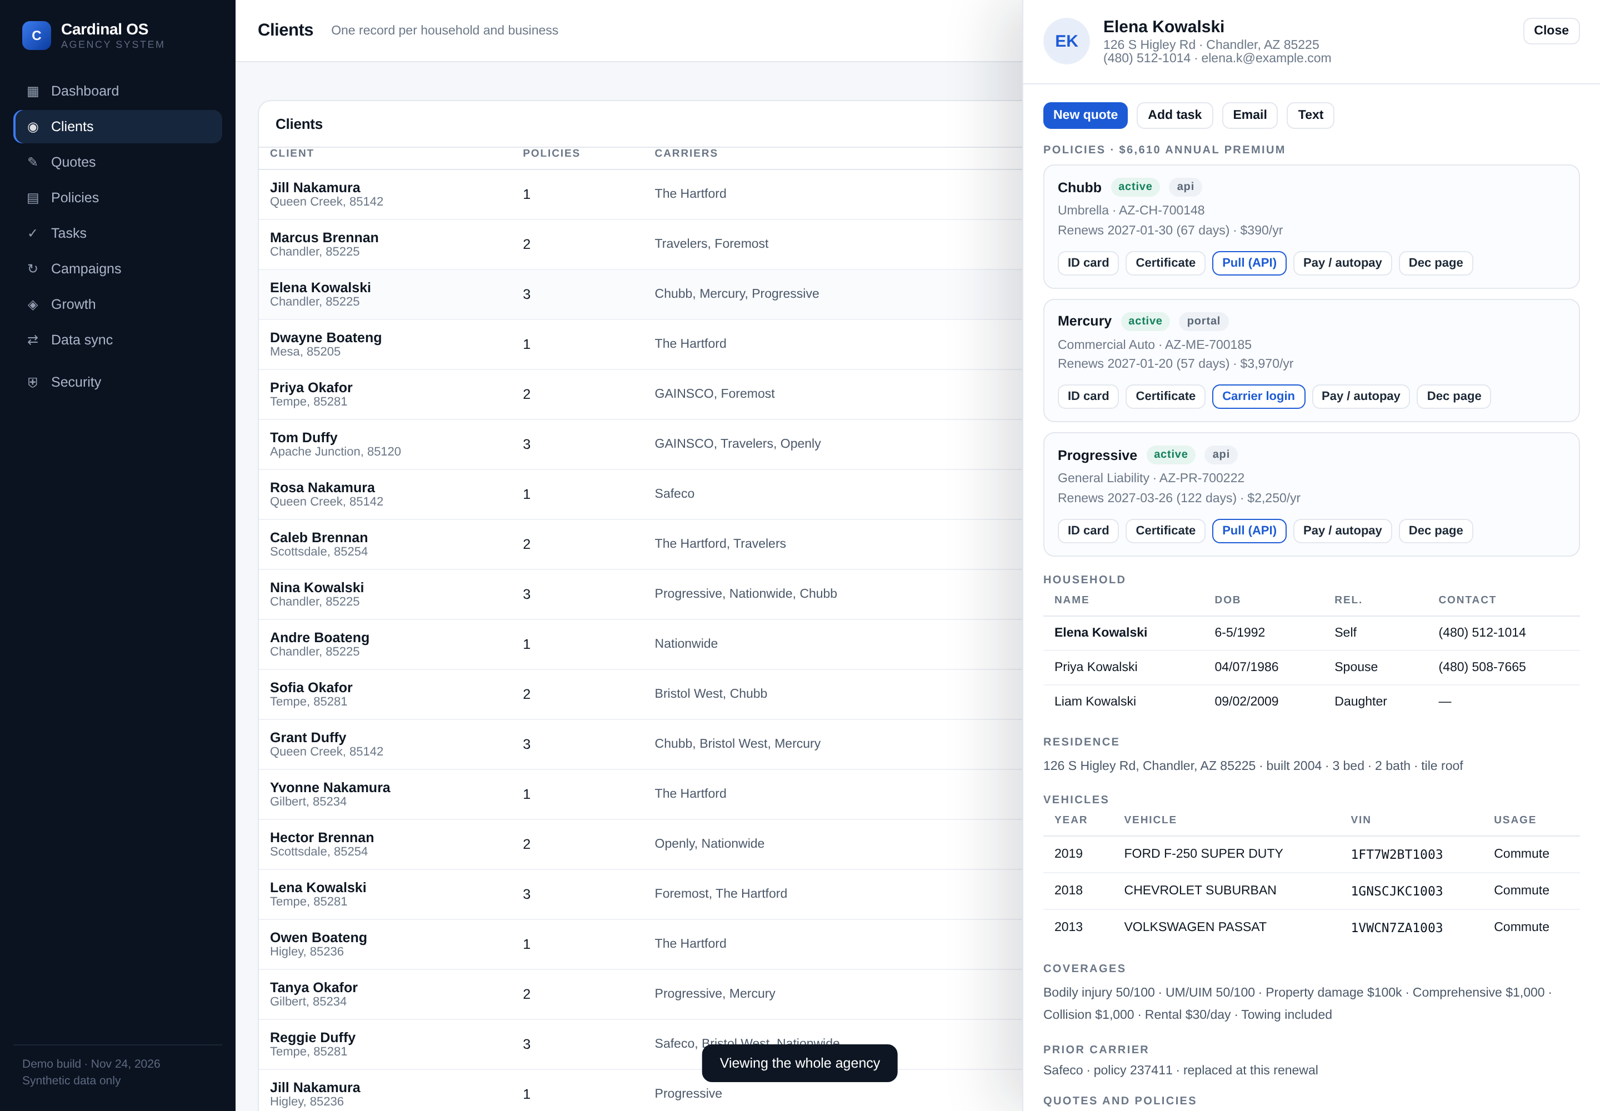 C
Cardinal OS
AGENCY SYSTEM
Dashboard
Clients
Quotes
Policies
Tasks
Campaigns
Growth
Data sync
Security
Demo build · Nov 24, 2026
Synthetic data only
Clients
One record per household and business
Clients
CLIENT POLICIES CARRIERS
Jill Nakamura
Queen Creek, 85142
1
The Hartford
Marcus Brennan
Chandler, 85225
2
Travelers, Foremost
Elena Kowalski
Chandler, 85225
3
Chubb, Mercury, Progressive
Dwayne Boateng
Mesa, 85205
1
The Hartford
Priya Okafor
Tempe, 85281
2
GAINSCO, Foremost
Tom Duffy
Apache Junction, 85120
3
GAINSCO, Travelers, Openly
Rosa Nakamura
Queen Creek, 85142
1
Safeco
Caleb Brennan
Scottsdale, 85254
2
The Hartford, Travelers
Nina Kowalski
Chandler, 85225
3
Progressive, Nationwide, Chubb
Andre Boateng
Chandler, 85225
1
Nationwide
Sofia Okafor
Tempe, 85281
2
Bristol West, Chubb
Grant Duffy
Queen Creek, 85142
3
Chubb, Bristol West, Mercury
Yvonne Nakamura
Gilbert, 85234
1
The Hartford
Hector Brennan
Scottsdale, 85254
2
Openly, Nationwide
Lena Kowalski
Tempe, 85281
3
Foremost, The Hartford
Owen Boateng
Higley, 85236
1
The Hartford
Tanya Okafor
Gilbert, 85234
2
Progressive, Mercury
Reggie Duffy
Tempe, 85281
3
Safeco, Bristol West, Nationwide
Jill Nakamura
Higley, 85236
1
Progressive
Viewing the whole agency
EK
Elena Kowalski
126 S Higley Rd · Chandler, AZ 85225
(480) 512-1014 · elena.k@example.com
Close
New quote Add task Email Text
POLICIES · $6,610 ANNUAL PREMIUM
Chubb active api
Umbrella · AZ-CH-700148
Renews 2027-01-30 (67 days) · $390/yr
ID card Certificate Pull (API) Pay / autopay Dec page
Mercury active portal
Commercial Auto · AZ-ME-700185
Renews 2027-01-20 (57 days) · $3,970/yr
ID card Certificate Carrier login Pay / autopay Dec page
Progressive active api
General Liability · AZ-PR-700222
Renews 2027-03-26 (122 days) · $2,250/yr
ID card Certificate Pull (API) Pay / autopay Dec page
HOUSEHOLD
NAME DOB REL. CONTACT
Elena Kowalski 6-5/1992 Self (480) 512-1014
Priya Kowalski 04/07/1986 Spouse (480) 508-7665
Liam Kowalski 09/02/2009 Daughter —
RESIDENCE
126 S Higley Rd, Chandler, AZ 85225 · built 2004 · 3 bed · 2 bath · tile roof
VEHICLES
YEAR VEHICLE VIN USAGE
2019 FORD F-250 SUPER DUTY 1FT7W2BT1003 Commute
2018 CHEVROLET SUBURBAN 1GNSCJKC1003 Commute
2013 VOLKSWAGEN PASSAT 1VWCN7ZA1003 Commute
COVERAGES
Bodily injury 50/100 · UM/UIM 50/100 · Property damage $100k · Comprehensive $1,000 ·
Collision $1,000 · Rental $30/day · Towing included
PRIOR CARRIER
Safeco · policy 237411 · replaced at this renewal
QUOTES AND POLICIES